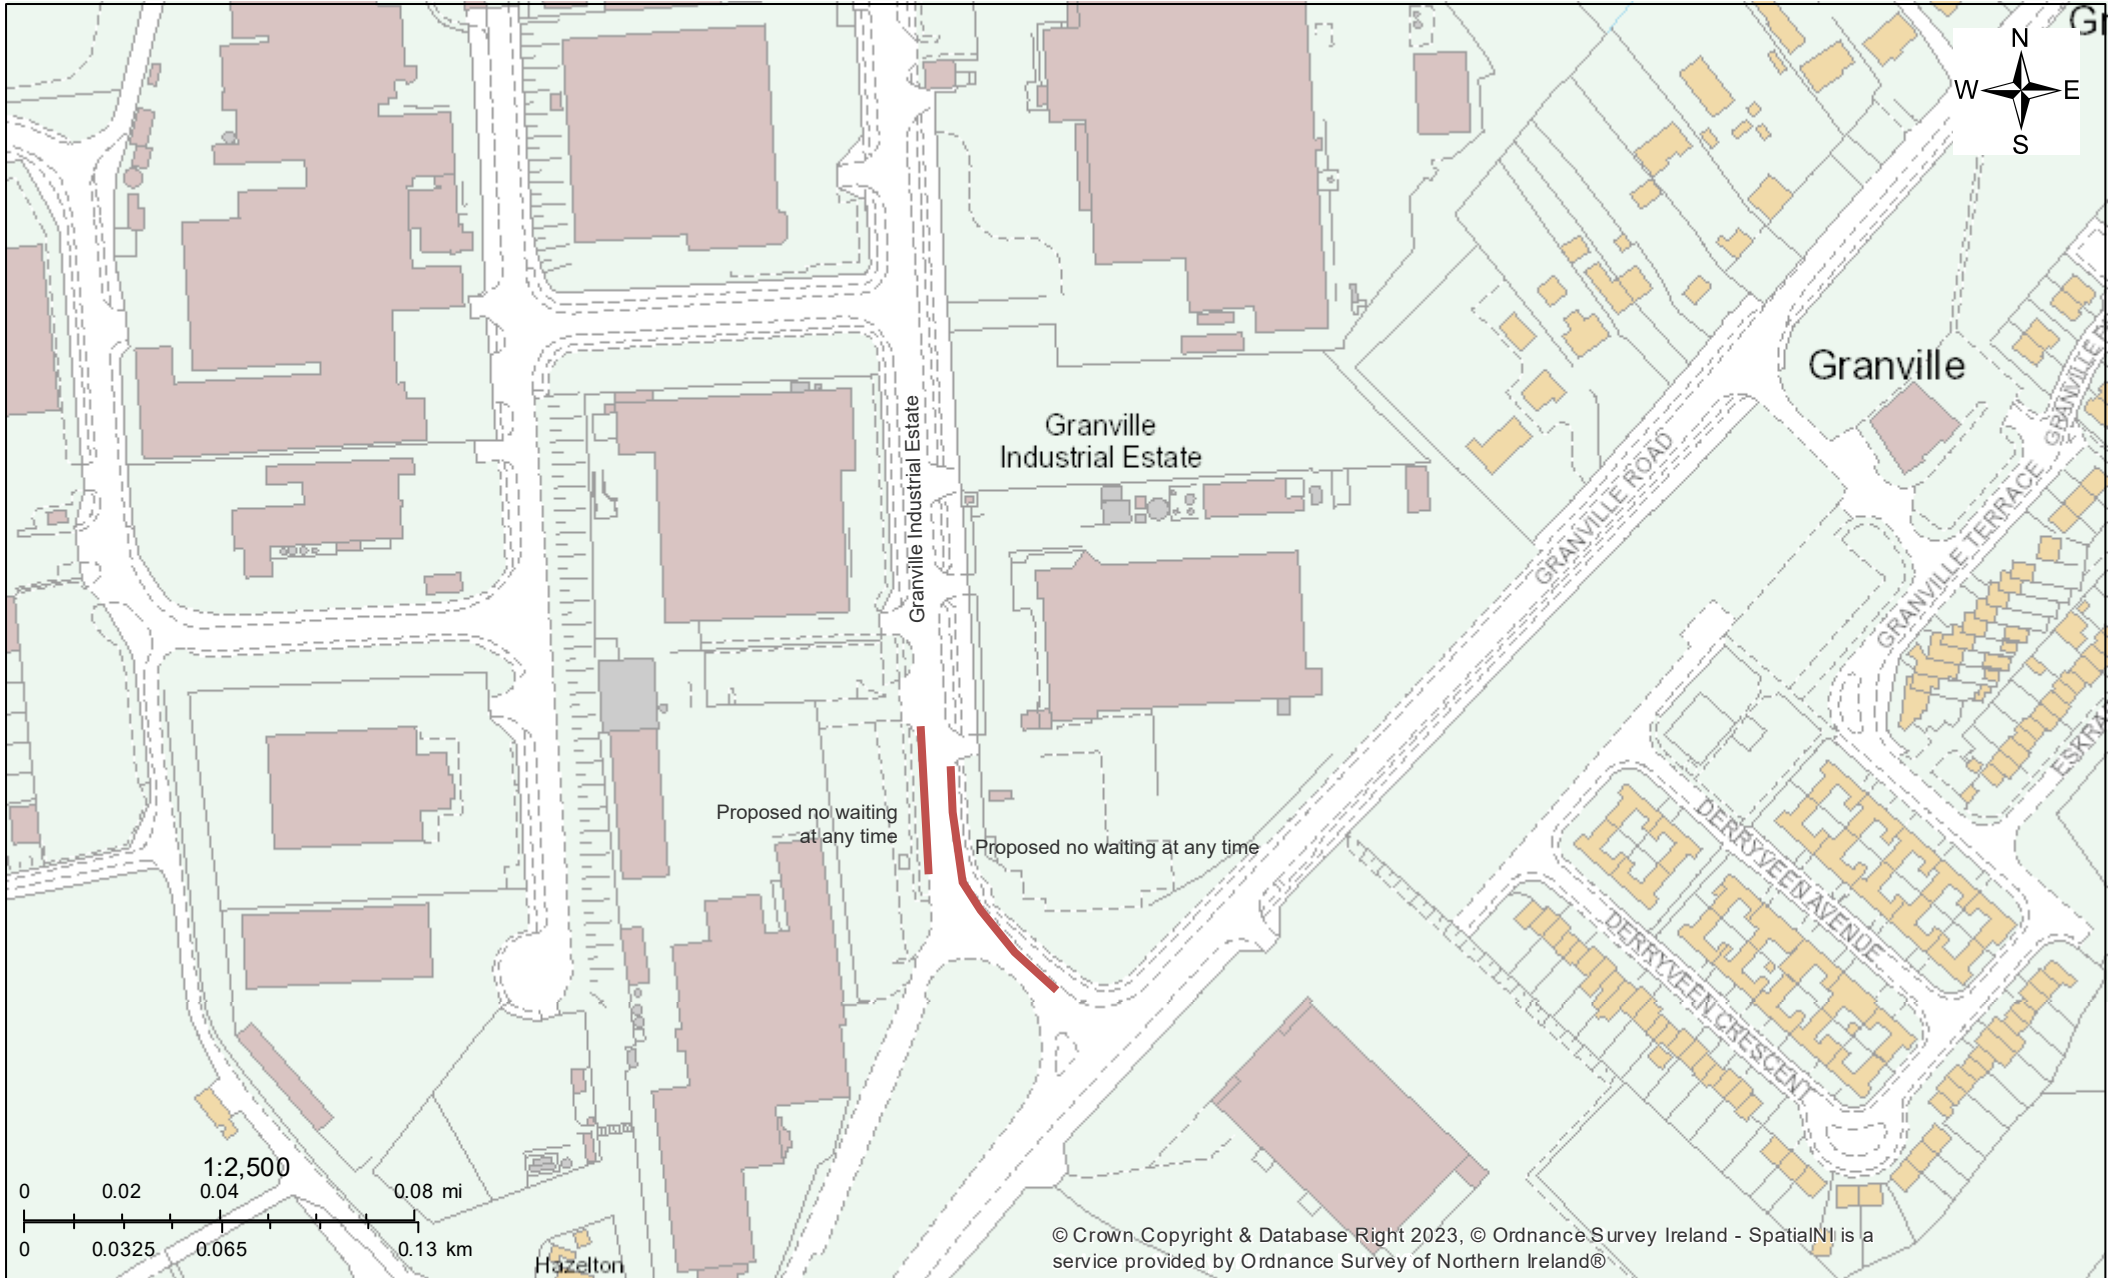 N
W E
S
Granville
Granville
Industrial Estate
Granville Industrial Estate
GRANVILLE ROAD
GRANVILLE TERRACE
Proposed no waiting
at any time
Proposed no waiting at any time
DERRYVEEN AVENUE
DERRYVEEN CRESCENT
1:2,500
0 0.02 0.04 0.08 mi
0 0.0325 0.065 0.13 km
Hazelton
© Crown Copyright & Database Right 2023, © Ordnance Survey Ireland - SpatialNI is a
service provided by Ordnance Survey of Northern Ireland®